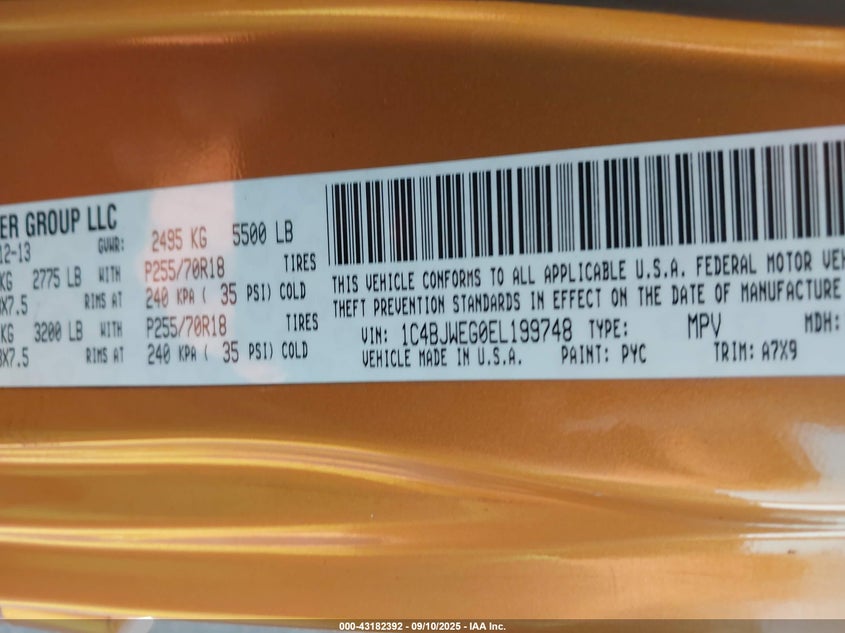 ER GROUP LLC
12-13 GVWR: 2495 KG 5500 LB
KG 2775 LB WITH P255/70R18 TIRES
X7.5 RIMS AT 240 KPA ( 35 PSI) COLD
KG 3200 LB WITH P255/70R18 TIRES
X7.5 RIMS AT 240 KPA ( 35 PSI) COLD
THIS VEHICLE CONFORMS TO ALL APPLICABLE U.S.A. FEDERAL MOTOR VEH
THEFT PREVENTION STANDARDS IN EFFECT ON THE DATE OF MANUFACTURE
VIN: 1C4BJWEG0EL199748 TYPE: MPV MDH:
VEHICLE MADE IN U.S.A. PAINT: PYC TRIM: A7X9
000-43182392 - 09/10/2025 - IAA Inc.